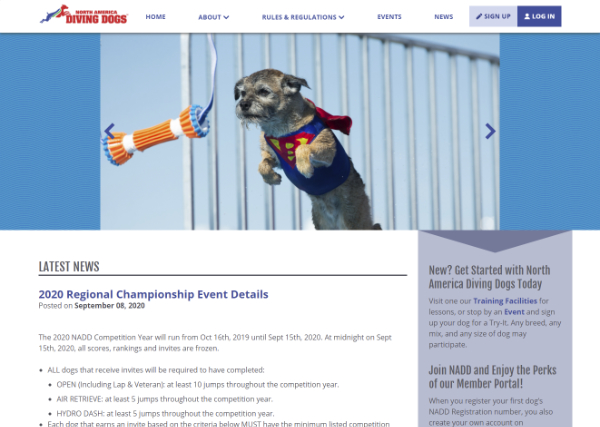 NORTH AMERICA
DIVING DOGS
HOME
ABOUT
RULES & REGULATIONS
EVENTS
NEWS
SIGN UP
LOG IN
LATEST NEWS
2020 Regional Championship Event Details
Posted on September 08, 2020
The 2020 NADD Competition Year will run from Oct 16th, 2019 until Sept 15th, 2020. At midnight on Sept
15th, 2020, all scores, rankings and invites are frozen.
ALL dogs that receive invites will be required to have completed:
OPEN (Including Lap & Veteran): at least 10 jumps throughout the competition year.
AIR RETRIEVE: at least 5 jumps throughout the competition year.
HYDRO DASH: at least 5 jumps throughout the competition year.
Each dog that earns an invite based on the criteria below MUST have the minimum listed competition
New? Get Started with North
America Diving Dogs Today
Visit one our Training Facilities for
lessons, or stop by an Event and sign
up your dog for a Try-It. Any breed, any
mix, and any size of dog may
participate.
Join NADD and Enjoy the Perks
of our Member Portal!
When you register your first dog's
NADD Registration number, you also
create your own account on